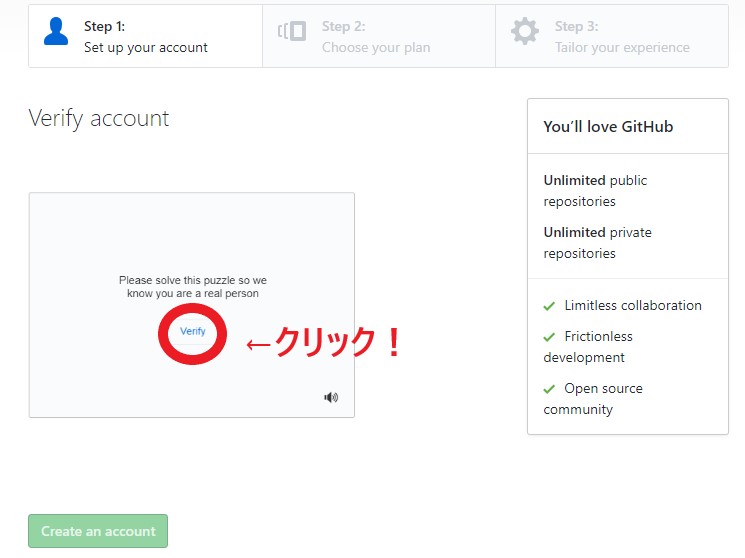 Step 1:
Set up your account
Step 2:
Choose your plan
Step 3:
Tailor your experience
Verify account
Please solve this puzzle so we
know you are a real person
Verify
←クリック！
Create an account
You’ll love GitHub
Unlimited public
repositories
Unlimited private
repositories
Limitless collaboration
Frictionless
development
Open source
community